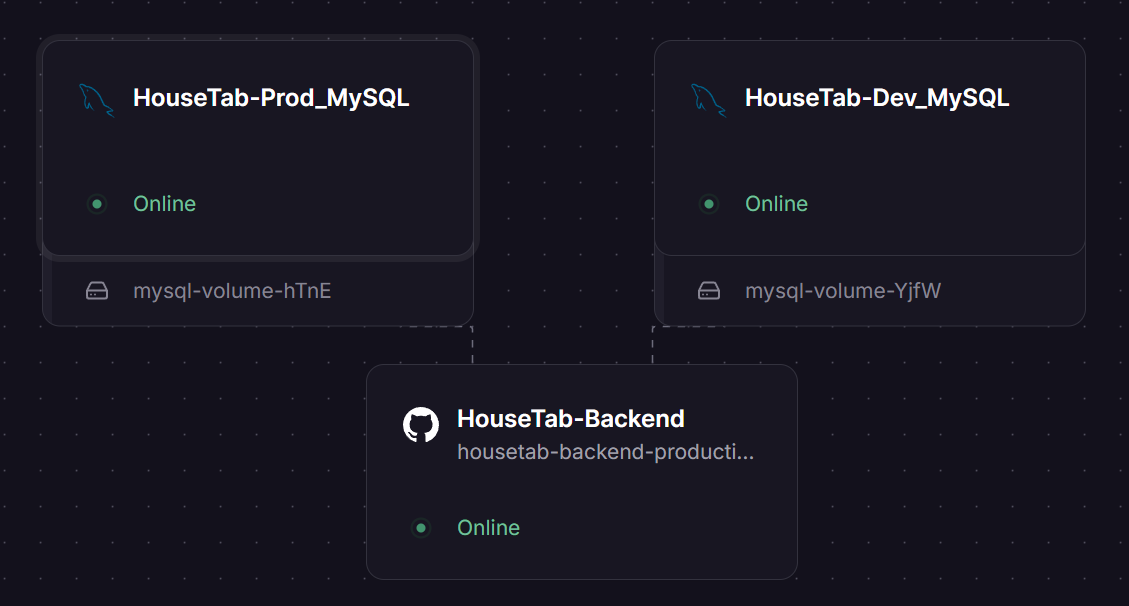 HouseTab-Prod_MySQL
Online
mysql-volume-hTnE
HouseTab-Dev_MySQL
Online
mysql-volume-YjfW
HouseTab-Backend
housetab-backend-producti...
Online